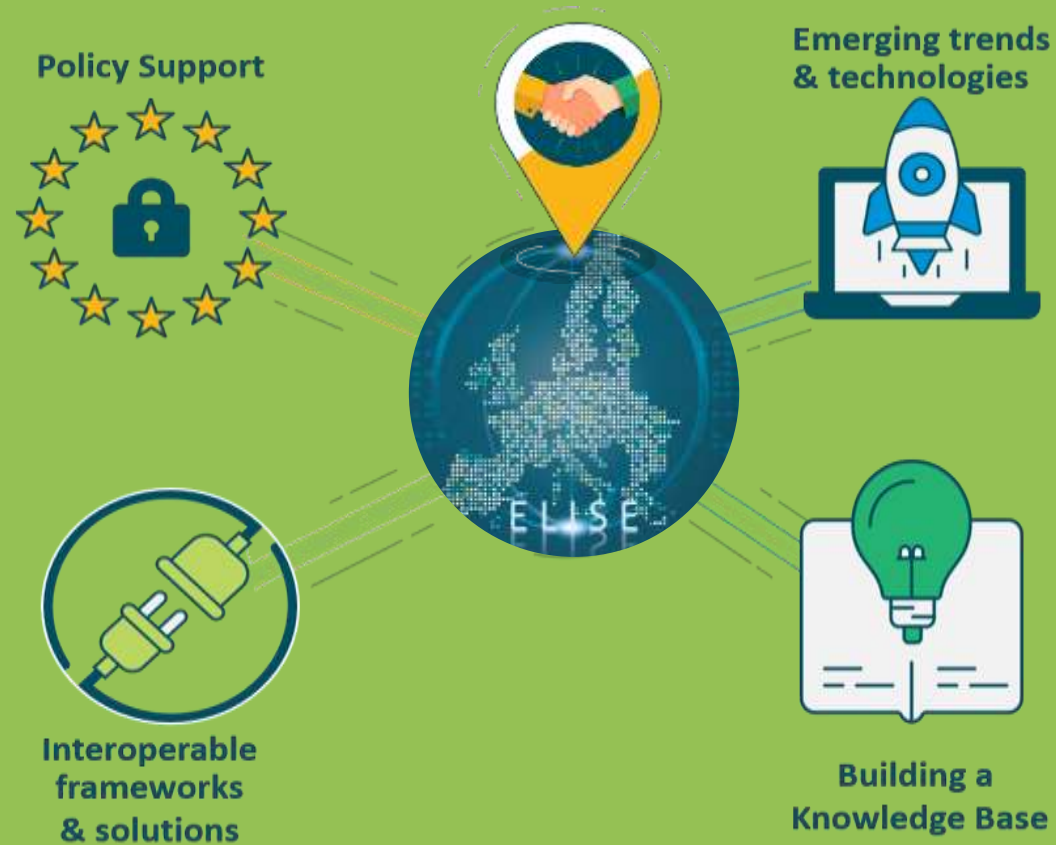 Policy Support
Emerging trends
& technologies
ELISE
Interoperable
frameworks
& solutions
Building a
Knowledge Base